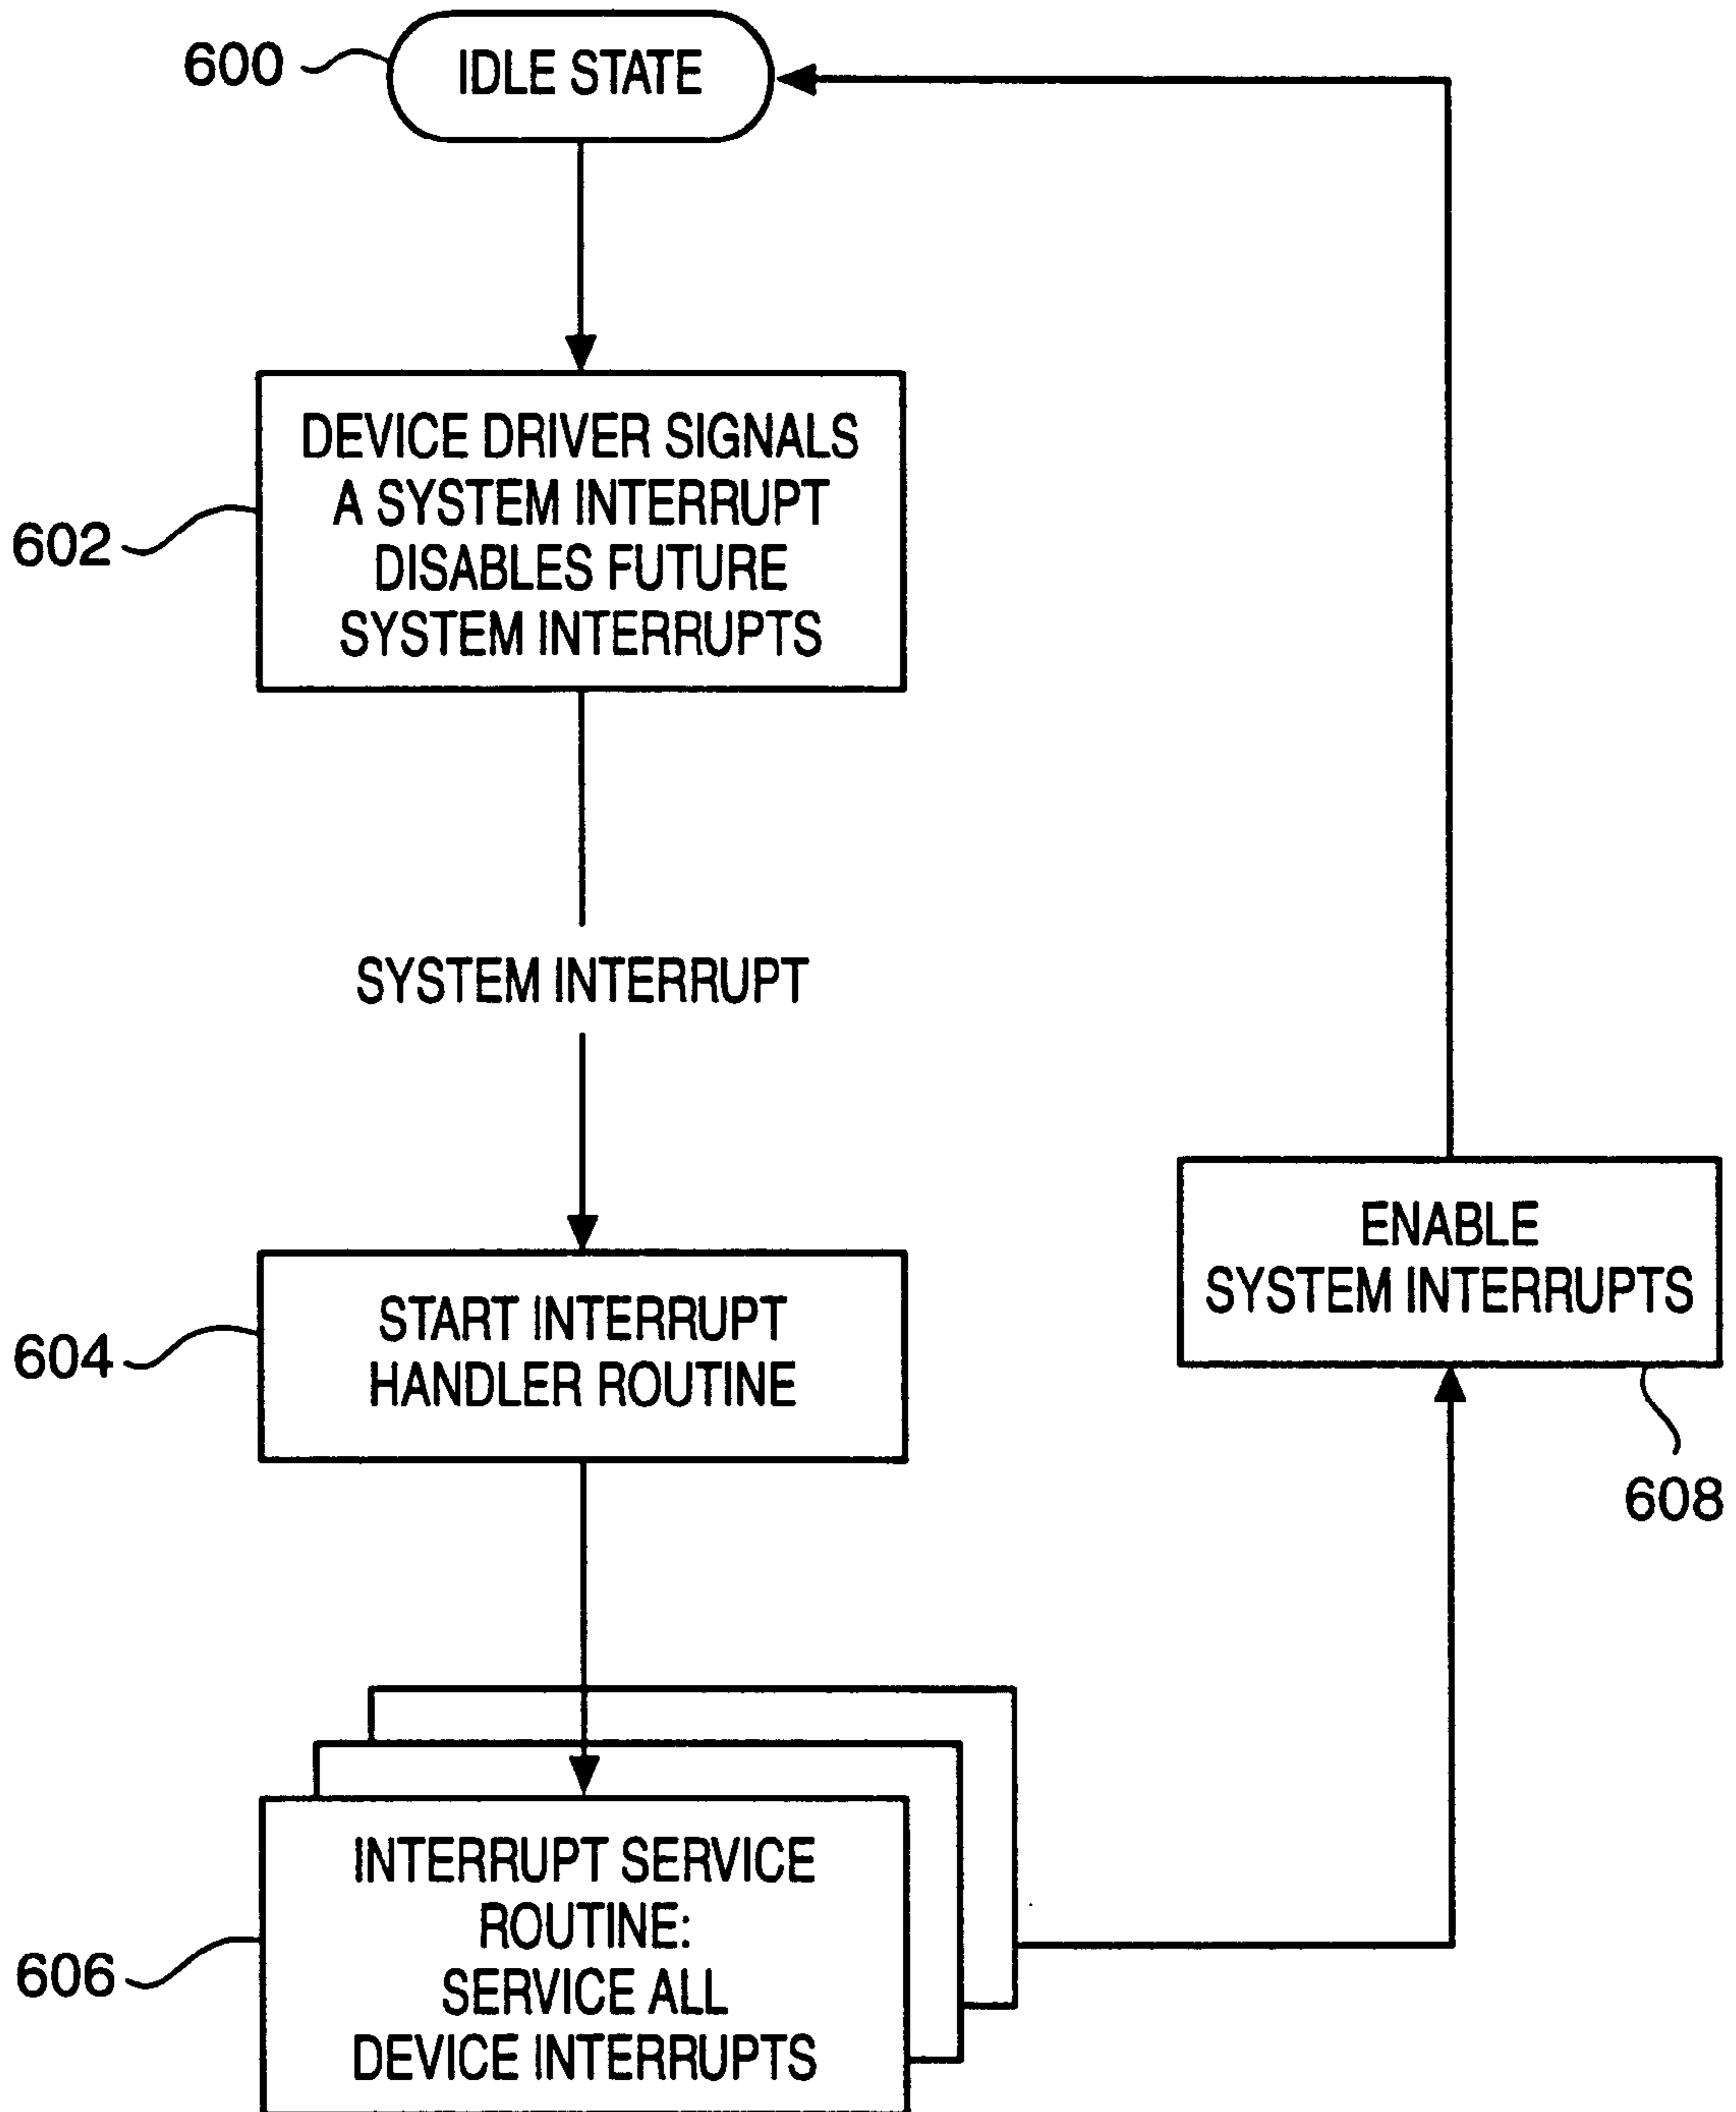 600
IDLE STATE
602
DEVICE DRIVER SIGNALS
A SYSTEM INTERRUPT
DISABLES FUTURE
SYSTEM INTERRUPTS
SYSTEM INTERRUPT
604
START INTERRUPT
HANDLER ROUTINE
606
INTERRUPT SERVICE
ROUTINE:
SERVICE ALL
DEVICE INTERRUPTS
ENABLE
SYSTEM INTERRUPTS
608